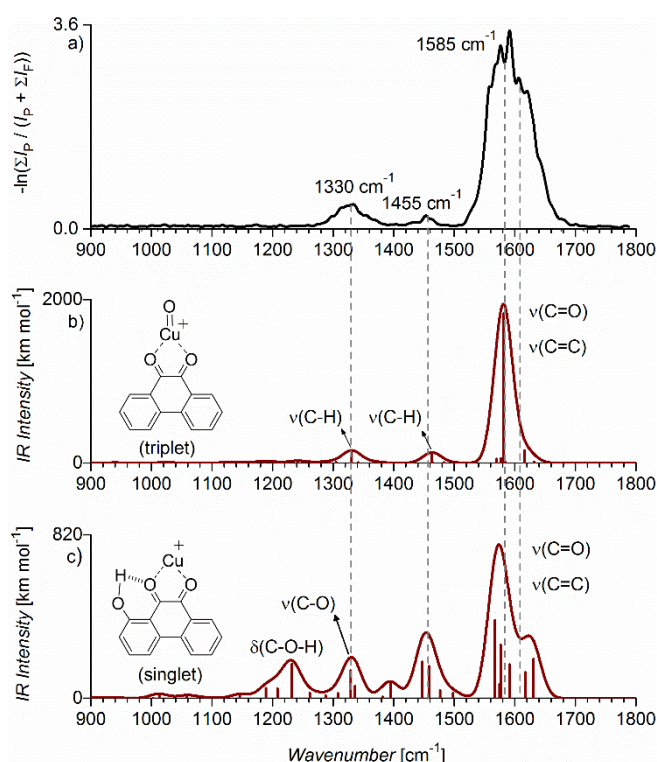 3.6
a)
1585 cm⁻¹
-ln(ΣI_P / (I_P + ΣI_F))
1330 cm⁻¹
1455 cm⁻¹
0.0
900 1000 1100 1200 1300 1400 1500 1600 1700 1800
2000
b)
O
Cu
+
O O
(triplet)
ν(C=O)
ν(C=C)
ν(C-H)
ν(C-H)
IR Intensity [km mol⁻¹]
0
900 1000 1100 1200 1300 1400 1500 1600 1700 1800
820
c)
Cu
+
H
O O
O
(singlet)
ν(C=O)
ν(C=C)
ν(C-O)
δ(C-O-H)
IR Intensity [km mol⁻¹]
0
900 1000 1100 1200 1300 1400 1500 1600 1700 1800
Wavenumber [cm⁻¹]